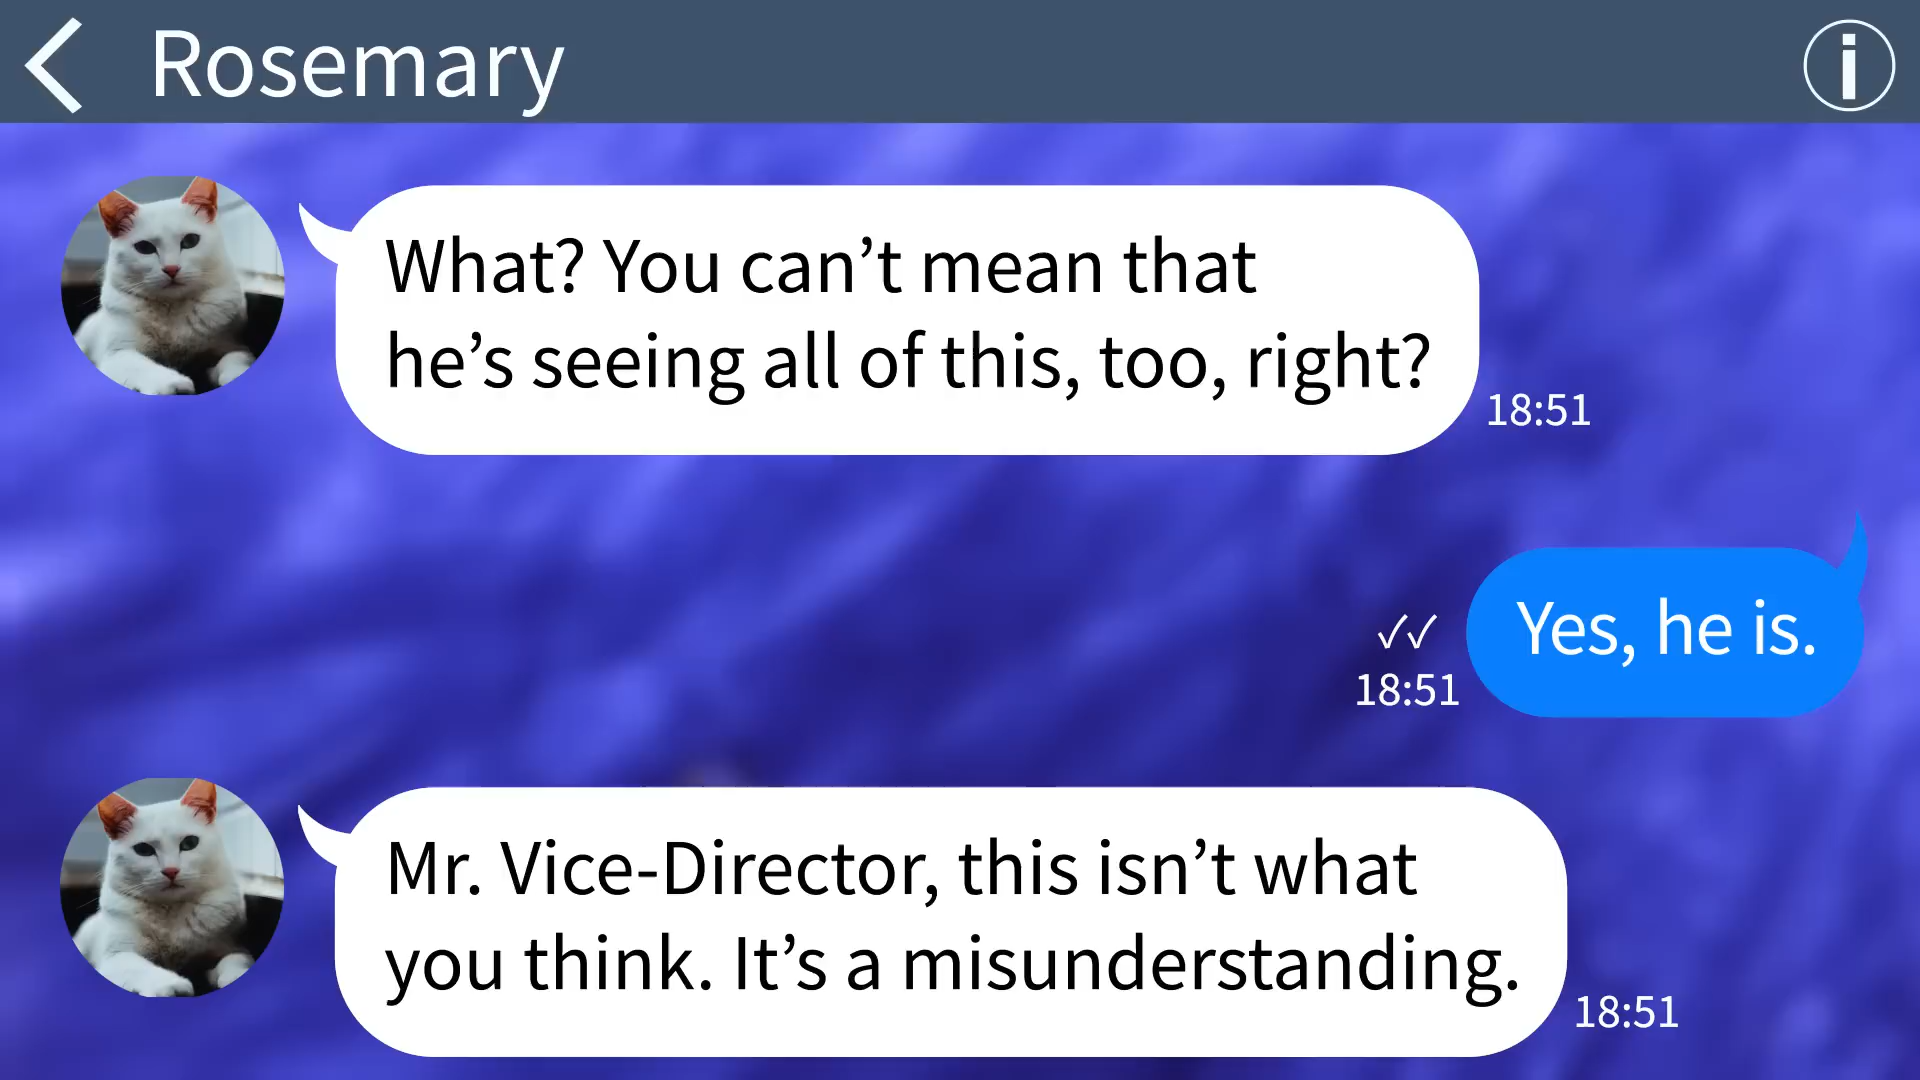 Rosemary
What? You can’t mean that
he’s seeing all of this, too, right?
18:51
Yes, he is.
18:51
Mr. Vice-Director, this isn’t what
you think. It’s a misunderstanding.
18:51